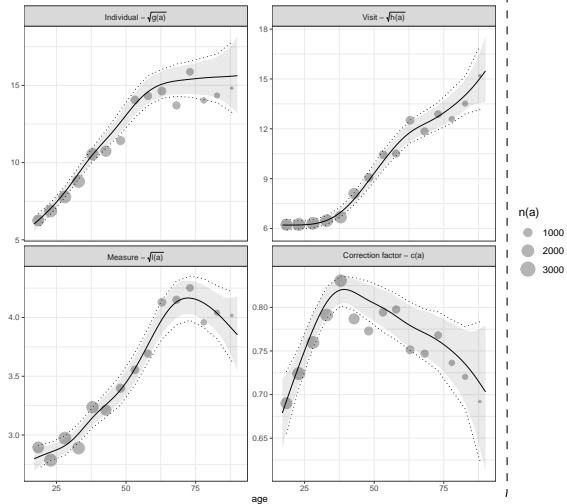 Individual – √g(a)
Visit – √h(a)
15
10
5
18
15
12
9
6
Measure – √i(a)
Correction factor – c(a)
4.0
3.5
3.0
0.80
0.75
0.70
0.65
25 50 75
25 50 75
age
n(a)
1000
2000
3000